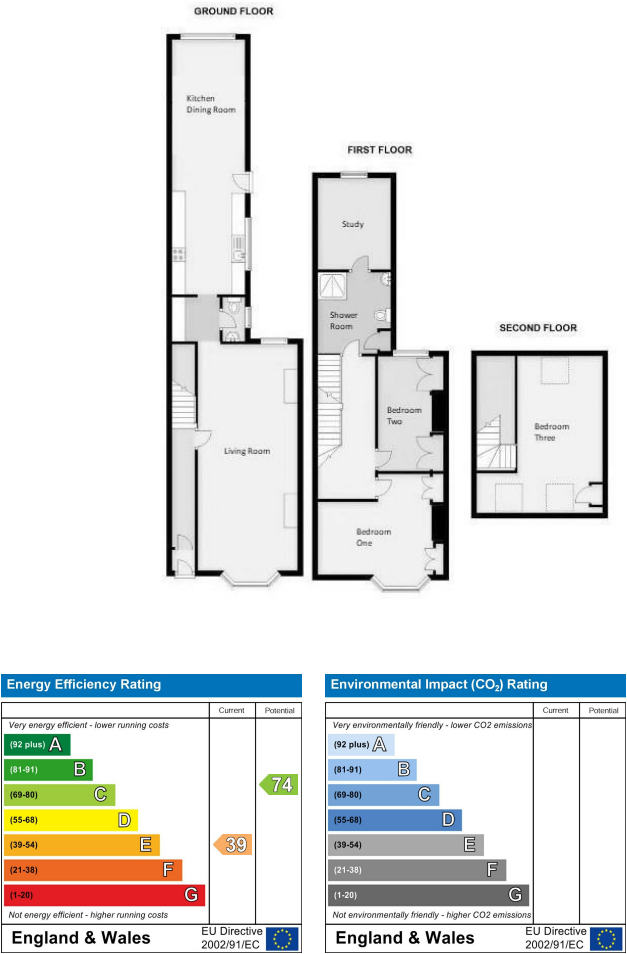 GROUND FLOOR
Kitchen
Dining Room
Living Room
FIRST FLOOR
Study
Shower
Room
Bedroom
Two
Bedroom
One
SECOND FLOOR
Bedroom
Three
Energy Efficiency Rating
Current
Potential
Very energy efficient - lower running costs
(92 plus) A
(81-91) B
(69-80) C
(55-68) D
(39-54) E
(21-38) F
(1-20) G
74
39
Not energy efficient - higher running costs
England & Wales
EU Directive
2002/91/EC
Environmental Impact (CO₂) Rating
Current
Potential
Very environmentally friendly - lower CO2 emissions
(92 plus) A
(81-91) B
(69-80) C
(55-68) D
(39-54) E
(21-38) F
(1-20) G
Not environmentally friendly - higher CO2 emissions
England & Wales
EU Directive
2002/91/EC